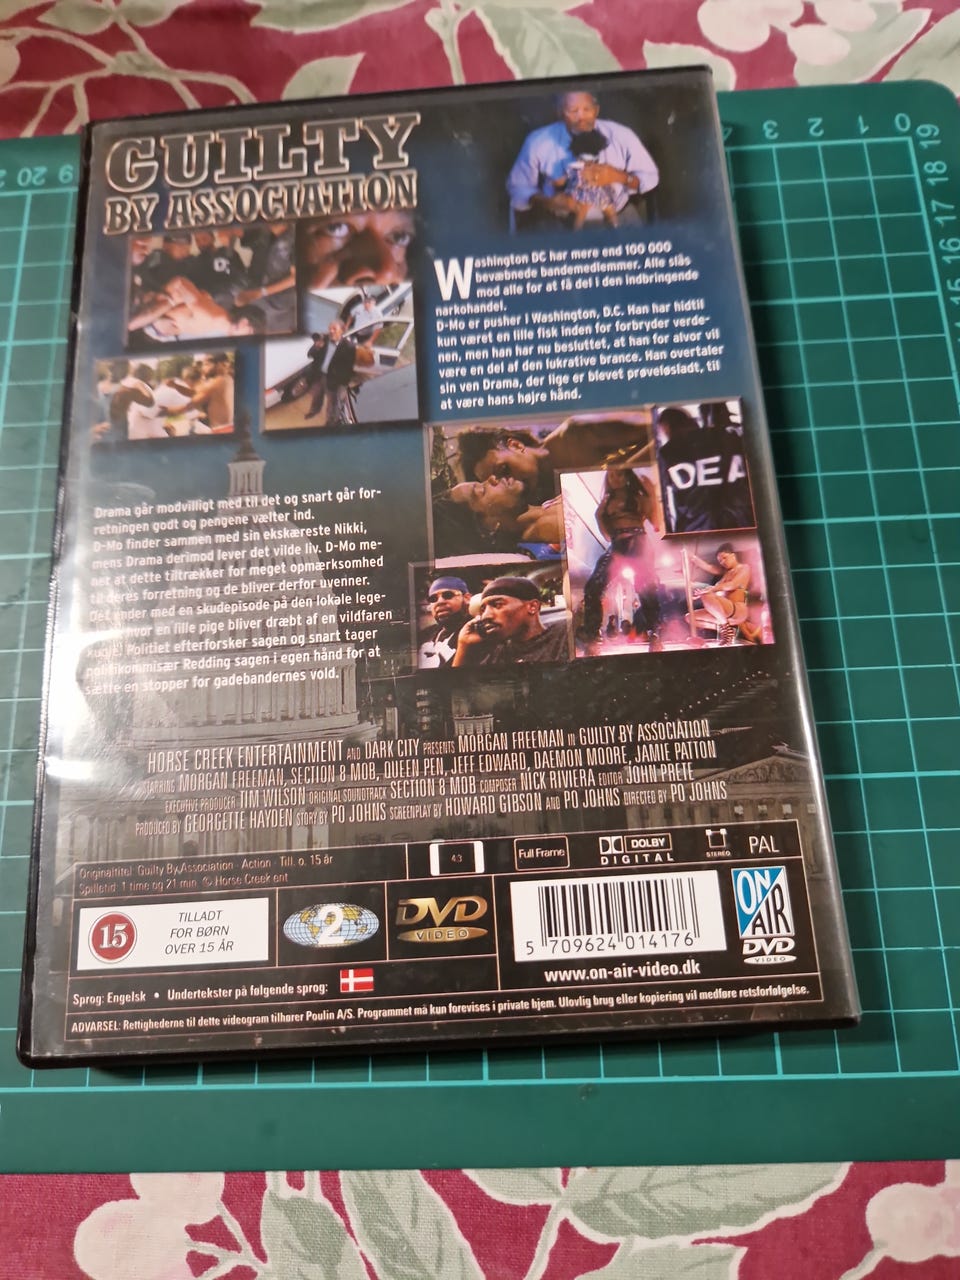 GUILTY
BY ASSOCIATION
Washington DC har mere end 100 000
bevæbnede bandemedlemmer. Alle slås
mod alle for at få del i den indbringende
narkohandel.
D-Mo er pusher i Washington, D.C. Han har hidtil
kun været en lille fisk inden for forbryder verde-
nen, men han har nu besluttet, at han for alvor vil
være en del af den lukrative brance. Han overtaler
sin ven Drama, der lige er blevet prøveløsladt, til
at være hans højre hånd.
DEA
Drama går modvilligt med til det og snart går for-
retningen godt og pengene vælter ind.
D-Mo finder sammen med sin ekskæreste Nikki,
mens Drama derimod lever det vilde liv. D-Mo me-
ner at dette tiltrækker for meget opmærksomhed
til deres forretning og de bliver derfor uvenner.
Det ender med en skudepisode på den lokale lege-
hvor en lille pige bliver dræbt af en vildfaren
kugle. Politiet efterforsker sagen og snart tager
politikommisær Redding sagen i egen hånd for at
sætte en stopper for gadebandernes vold.
HORSE CREEK ENTERTAINMENT AND DARK CITY PRESENTS MORGAN FREEMAN IN GUILTY BY ASSOCIATION
STARRING MORGAN FREEMAN, SECTION 8 MOB, QUEEN PEN, JEFF EDWARD, DAEMON MOORE, JAMIE PATTON
EXECUTIVE PRODUCER TIM WILSON ORIGINAL SOUNDTRACK SECTION 8 MOB COMPOSER NICK RIVIERA EDITOR JOHN PRETE
PRODUCED BY GEORGETTE HAYDEN STORY BY PO JOHNS SCREENPLAY BY HOWARD GIBSON AND PO JOHNS DIRECTED BY PO JOHNS
Originaltitel: Guilty By Association · Action · Till. o. 15 år
Spilletid: 1 time og 21 min. © Horse Creek ent
4:3
Full Frame
DOLBY
DIGITAL
STEREO
PAL
15
TILLADT
FOR BØRN
OVER 15 ÅR
2
DVD
VIDEO
5 709624 014176
ON
AIR
DVD
VIDEO
www.on-air-video.dk
Sprog: Engelsk • Undertekster på følgende sprog:
ADVARSEL: Rettighederne til dette videogram tilhører Poulin A/S. Programmet må kun forevises i private hjem. Ulovlig brug eller kopiering vil medføre retsforfølgelse.
4 3 2 1 0
19
18
17
16
15
9 20